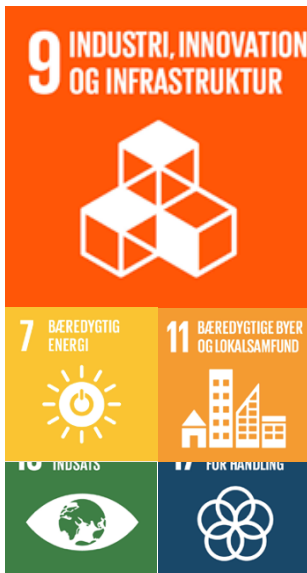 9 INDUSTRI, INNOVATION
OG INFRASTRUKTUR
7 BÆREDYGTIG
ENERGI
11 BÆREDYGTIGE BYER
OG LOKALSAMFUND
INDSATS
FOR HANDLING